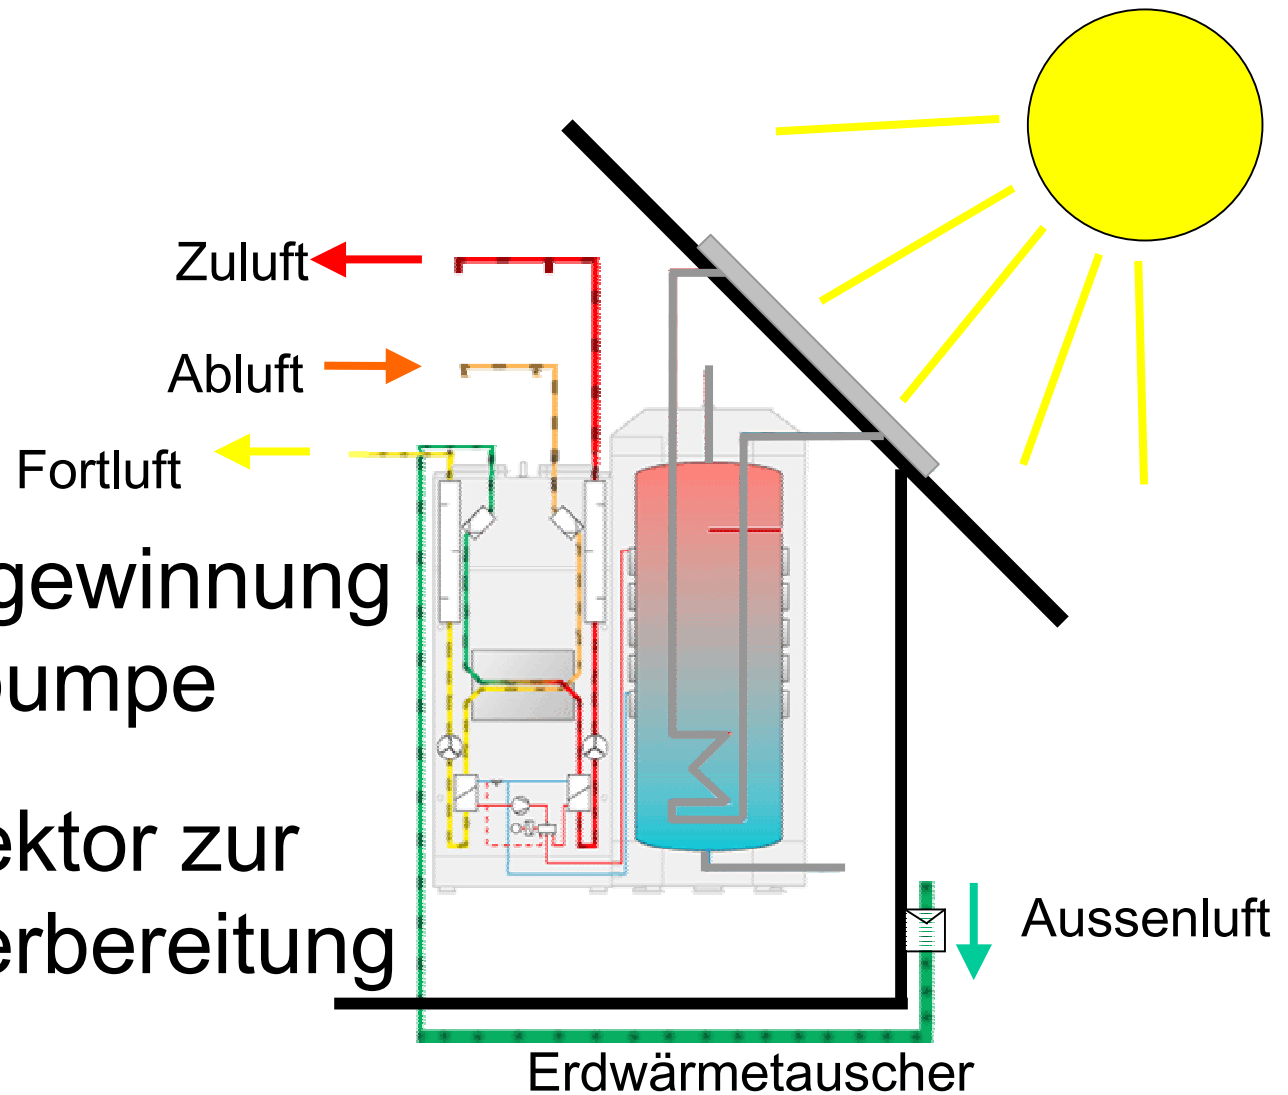 Zuluft
Abluft
Fortluft
gewinnung
pumpe
ektor zur
erbereitung
Aussenluft
Erdwärmetauscher